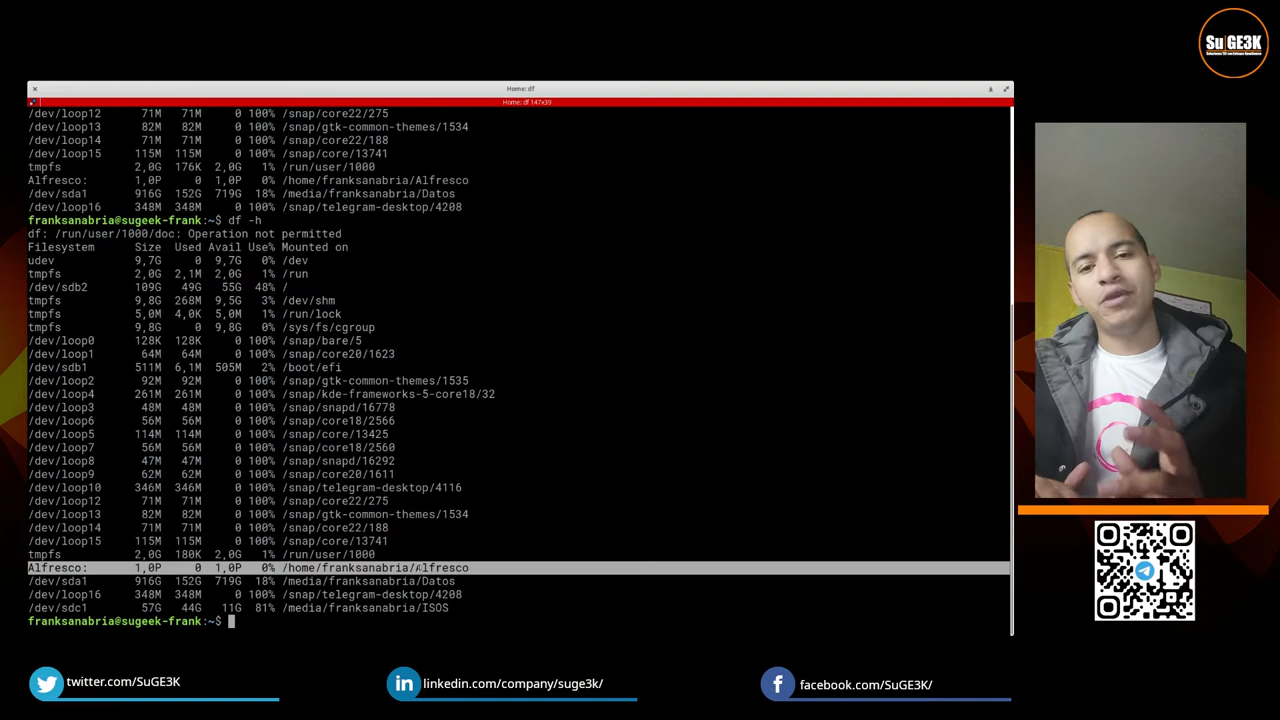 SuGE3K
Home: df
Home: df 147x39
/dev/loop12 71M 71M 0 100% /snap/core22/275
/dev/loop13 82M 82M 0 100% /snap/gtk-common-themes/1534
/dev/loop14 71M 71M 0 100% /snap/core22/188
/dev/loop15 115M 115M 0 100% /snap/core/13741
tmpfs 2,0G 176K 2,0G 1% /run/user/1000
Alfresco: 1,0P 0 1,0P 0% /home/franksanabria/Alfresco
/dev/sda1 916G 152G 719G 18% /media/franksanabria/Datos
/dev/loop16 348M 348M 0 100% /snap/telegram-desktop/4208
franksanabria@sugeek-frank:~$ df -h
df: /run/user/1000/doc: Operation not permitted
Filesystem Size Used Avail Use% Mounted on
udev 9,7G 0 9,7G 0% /dev
tmpfs 2,0G 2,1M 2,0G 1% /run
/dev/sdb2 109G 49G 55G 48% /
tmpfs 9,8G 268M 9,5G 3% /dev/shm
tmpfs 5,0M 4,0K 5,0M 1% /run/lock
tmpfs 9,8G 0 9,8G 0% /sys/fs/cgroup
/dev/loop0 128K 128K 0 100% /snap/bare/5
/dev/loop1 64M 64M 0 100% /snap/core20/1623
/dev/sdb1 511M 6,1M 505M 2% /boot/efi
/dev/loop2 92M 92M 0 100% /snap/gtk-common-themes/1535
/dev/loop4 261M 261M 0 100% /snap/kde-frameworks-5-core18/32
/dev/loop3 48M 48M 0 100% /snap/snapd/16778
/dev/loop6 56M 56M 0 100% /snap/core18/2566
/dev/loop5 114M 114M 0 100% /snap/core/13425
/dev/loop7 56M 56M 0 100% /snap/core18/2560
/dev/loop8 47M 47M 0 100% /snap/snapd/16292
/dev/loop9 62M 62M 0 100% /snap/core20/1611
/dev/loop10 346M 346M 0 100% /snap/telegram-desktop/4116
/dev/loop12 71M 71M 0 100% /snap/core22/275
/dev/loop13 82M 82M 0 100% /snap/gtk-common-themes/1534
/dev/loop14 71M 71M 0 100% /snap/core22/188
/dev/loop15 115M 115M 0 100% /snap/core/13741
tmpfs 2,0G 180K 2,0G 1% /run/user/1000
Alfresco: 1,0P 0 1,0P 0% /home/franksanabria/Alfresco
/dev/sda1 916G 152G 719G 18% /media/franksanabria/Datos
/dev/loop16 348M 348M 0 100% /snap/telegram-desktop/4208
/dev/sdc1 57G 44G 11G 81% /media/franksanabria/ISOS
franksanabria@sugeek-frank:~$
twitter.com/SuGE3K
linkedin.com/company/suge3k/
facebook.com/SuGE3K/